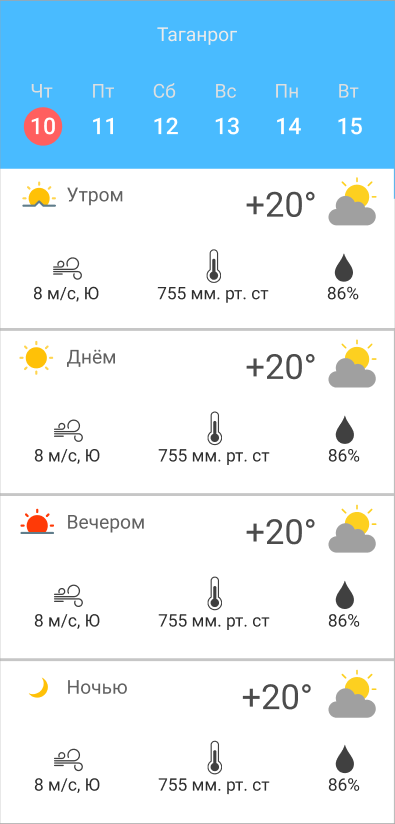 Таганрог
Чт Пт Сб Вс Пн Вт
10 11 12 13 14 15
Утром +20°
8 м/с, Ю 755 мм. рт. ст 86%
Днём +20°
8 м/с, Ю 755 мм. рт. ст 86%
Вечером +20°
8 м/с, Ю 755 мм. рт. ст 86%
Ночью +20°
8 м/с, Ю 755 мм. рт. ст 86%